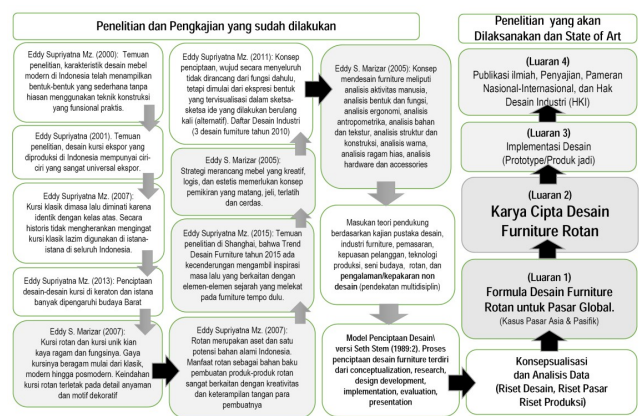 Penelitian dan Pengkajian yang sudah dilakukan
Eddy Supriyatna Mz. (2000): Temuan
penelitian, karakteristik desain mebel
modern di Indonesia telah menampilkan
bentuk-bentuk yang sederhana tanpa
hiasan menggunakan teknik konstruksi
yang funsional praktis.
Eddy Supriyatna (2001). Temuan
penelitian, desain kursi ekspor yang
diproduksi di Indonesia mempunyai ciri-
ciri yang sangat universal ekspor.
Eddy Supriyatna Mz. (2007):
Kursi klasik dimasa lalu diminati karena
identik dengan kelas atas. Secara
historis tidak mengherankan mengingat
kursi klasik lazim digunakan di istana-
istana di seluruh Indonesia.
Eddy Supriyatna Mz. (2013): Penciptaan
desain-desain kursi di keraton dan istana
banyak dipengaruhi budaya Barat
Eddy S. Marizar (2007):
Kursi rotan dan kursi unik kian
kaya ragam dan fungsinya. Gaya
kursinya beragam mulai dari klasik,
modern hingga posmodern. Keindahan
kursi rotan terletak pada detail anyaman
dan motif dekoratif
Eddy Supriyatna Mz. (2011): Konsep
penciptaan, wujud secara menyeluruh
tidak dirancang dari fungsi dahulu,
tetapi dimulai dari ekspresi bentuk
yang tervisualisasi dalam sketsa-
sketsa ide yang dilakukan berulang
kali (alternatif). Daftar Desain Industri
(3 desain furniture tahun 2010)
Eddy S. Marizar (2005):
Strategi merancang mebel yang kreatif,
logis, dan estetis memerlukan konsep
pemikiran yang matang, jeli, terlatih
dan cerdas.
Eddy Supriyatna Mz. (2015): Temuan
penelitian di Shanghai, bahwa Trend
Desain Furniture tahun 2015 ada
kecenderungan mengambil inspirasi
masa lalu yang berkaitan dengan
elemen-elemen sejarah yang melekat
pada furniture tempo dulu.
Eddy Supriyatna Mz. (2007):
Rotan merupakan aset dan satu
potensi bahan alami Indonesia.
Manfaat rotan sebagai bahan baku
pembuatan produk-produk rotan
sangat berkaitan dengan kreativitas
dan keterampilan tangan para
pembuatnya
Eddy S. Marizar (2005): Konsep
mendesain furniture meliputi
analisis aktivitas manusia,
analisis bentuk dan fungsi,
analisis ergonomi, analisis
antropometrika, analisis bahan
dan tekstur, analisis struktur dan
konstruksi, analisis warna,
analisis ragam hias, analisis
hardware dan accessories
Masukan teori pendukung
berdasarkan kajian pustaka desain,
industri furniture, pemasaran,
kepuasan pelanggan, teknologi
produksi, seni budaya, rotan, dan
pengalaman/kepakaran non
desain (pendekatan multidisiplin)
Model Penciptaan Desain\
versi Seth Stem (1989:2). Proses
penciptaan desain furniture terdiri
dari conceptualization, research,
design development,
implementation, evaluation,
presentation
Penelitian yang akan
Dilaksanakan dan State of Art
(Luaran 4)
Publikasi ilmiah, Penyajian, Pameran
Nasional-Internasional, dan Hak
Desain Industri (HKI)
(Luaran 3)
Implementasi Desain
(Prototype/Produk jadi)
(Luaran 2)
Karya Cipta Desain
Furniture Rotan
(Luaran 1)
Formula Desain Furniture
Rotan untuk Pasar Global.
(Kasus Pasar Asia & Pasifik)
Konsepsualisasi
dan Analisis Data
(Riset Desain, Riset Pasar
Riset Produksi)